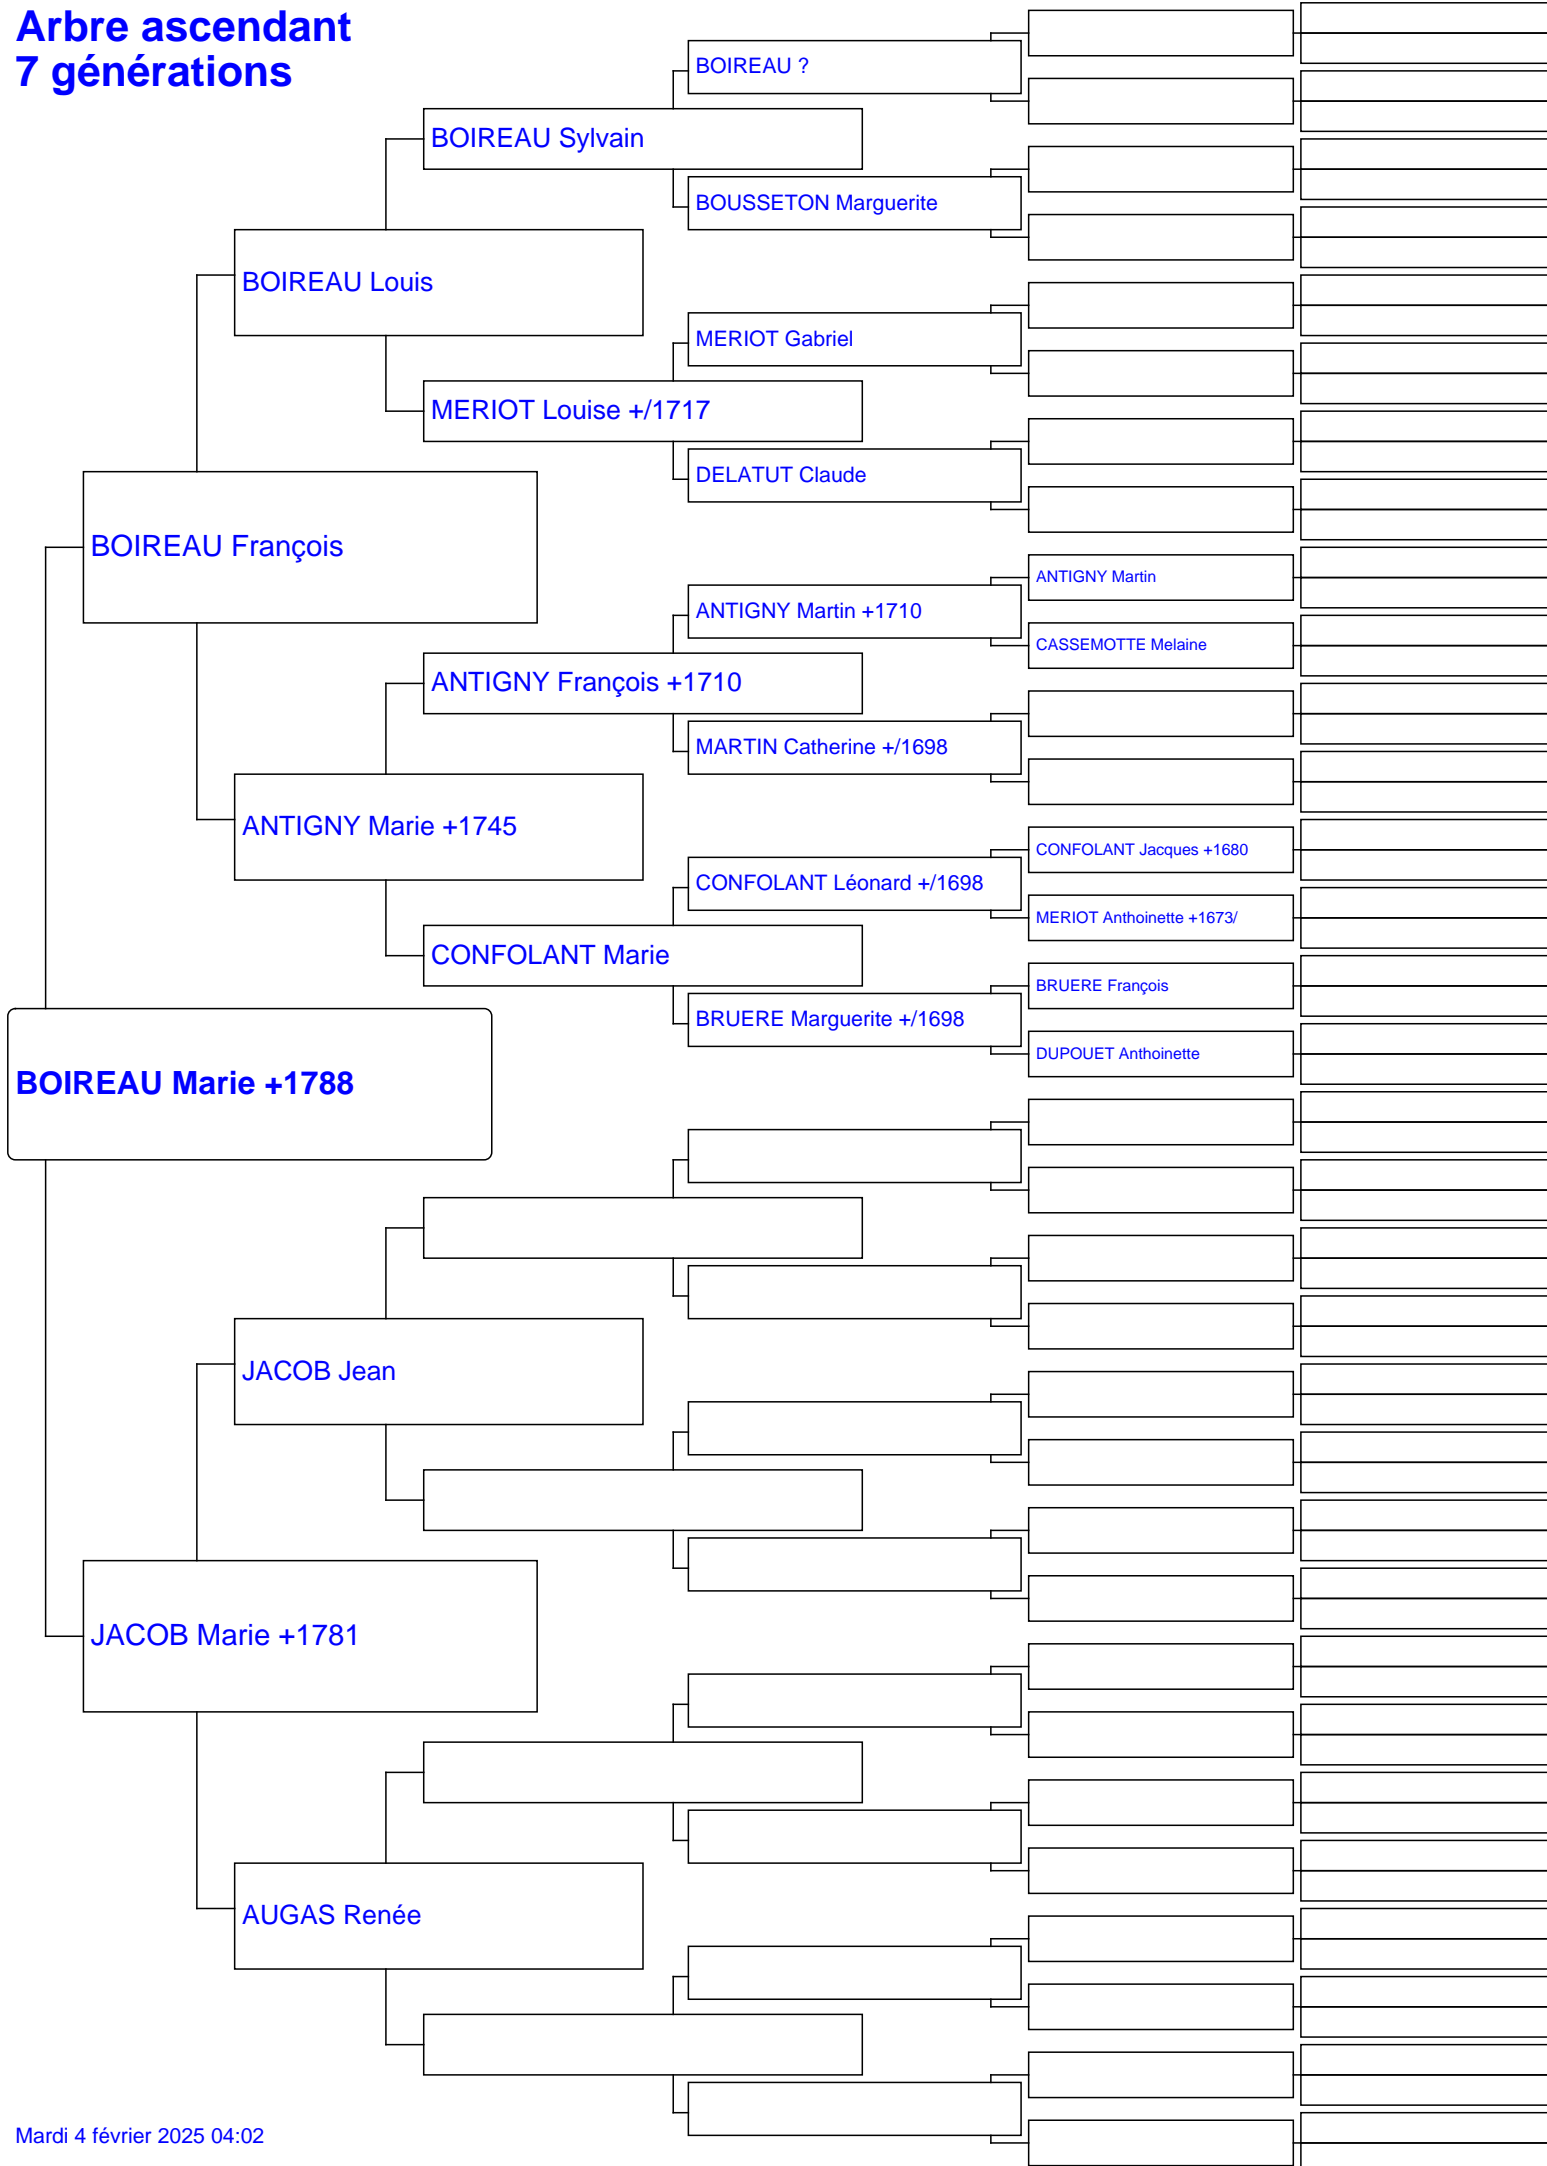 Arbre ascendant
7 générations
BOIREAU ?
BOIREAU Sylvain
BOUSSETON Marguerite
BOIREAU Louis
MERIOT Gabriel
MERIOT Louise +/1717
DELATUT Claude
BOIREAU François
ANTIGNY Martin
ANTIGNY Martin +1710
CASSEMOTTE Melaine
ANTIGNY François +1710
MARTIN Catherine +/1698
ANTIGNY Marie +1745
CONFOLANT Jacques +1680
CONFOLANT Léonard +/1698
MERIOT Anthoinette +1673/
CONFOLANT Marie
BRUERE François
BRUERE Marguerite +/1698
DUPOUET Anthoinette
BOIREAU Marie +1788
JACOB Jean
JACOB Marie +1781
AUGAS Renée
Mardi 4 février 2025 04:02